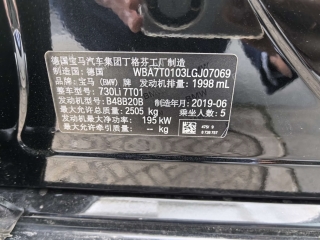 德国宝马汽车集团丁格芬工厂制造
制造国：德国 WBA7T0103LGJ07069
品牌：宝马 (BMW) 牌 发动机排量：1998 mL
整车型号：730Li 7T01
发动机型号：B48B20B 制造年月：2019-06
最大允许总质量：2505 kg 乘坐人数：5
发动机最大净功率：195 kW
最大允许牵引质量：-- kg